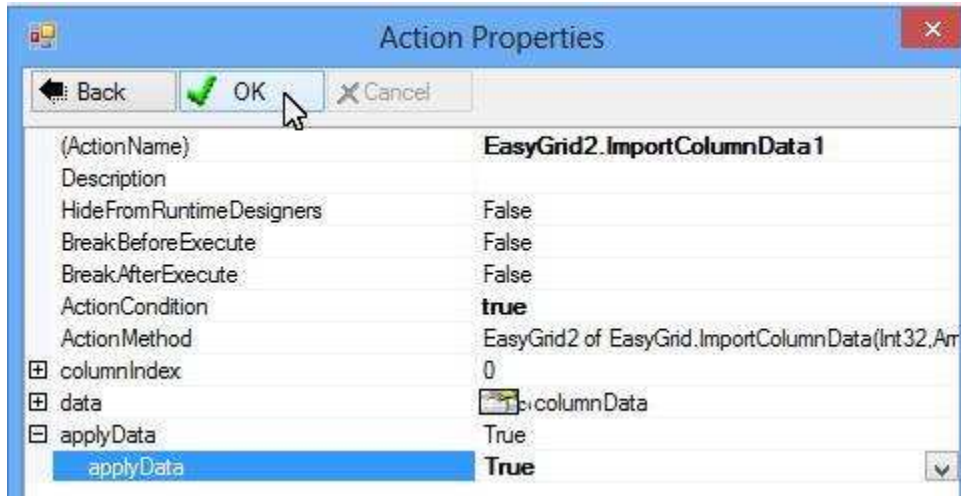 Action Properties
Back OK Cancel
(ActionName) EasyGrid2.ImportColumnData1
Description
HideFromRuntimeDesigners False
BreakBeforeExecute False
BreakAfterExecute False
ActionCondition true
ActionMethod EasyGrid2 of EasyGrid.ImportColumnData(Int32,Arr
columnIndex 0
data columnData
applyData True
applyData True